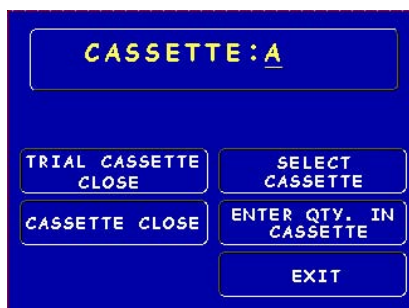 CASSETTE:A
TRIAL CASSETTE
CLOSE
SELECT
CASSETTE
CASSETTE CLOSE
ENTER QTY. IN
CASSETTE
EXIT